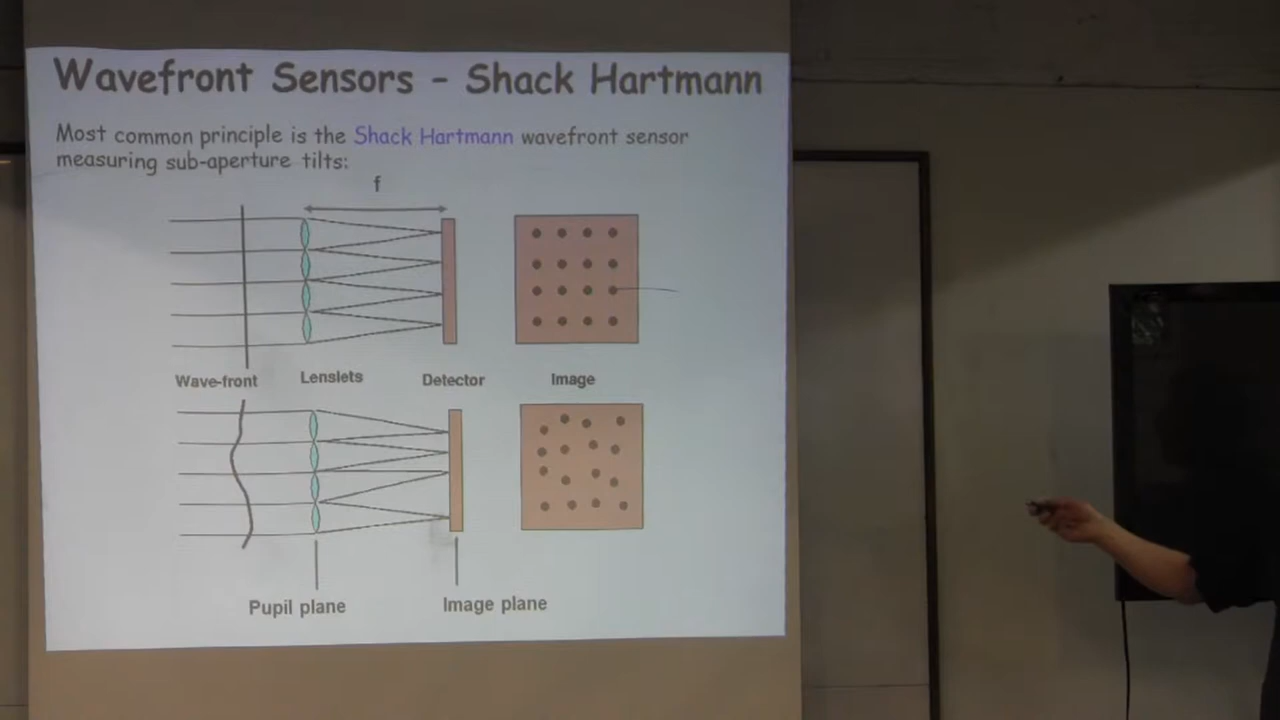 Wavefront Sensors - Shack Hartmann
Most common principle is the Shack Hartmann wavefront sensor
measuring sub-aperture tilts:
f
Wave-front Lenslets Detector Image
Pupil plane Image plane